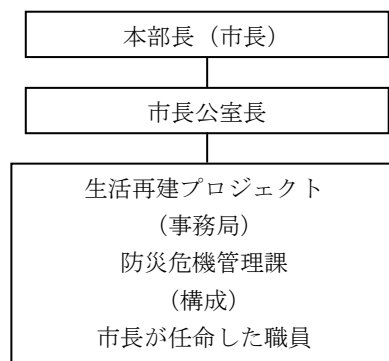 本部長（市長）
市長公室長
生活再建プロジェクト
（事務局）
防災危機管理課
（構成）
市長が任命した職員